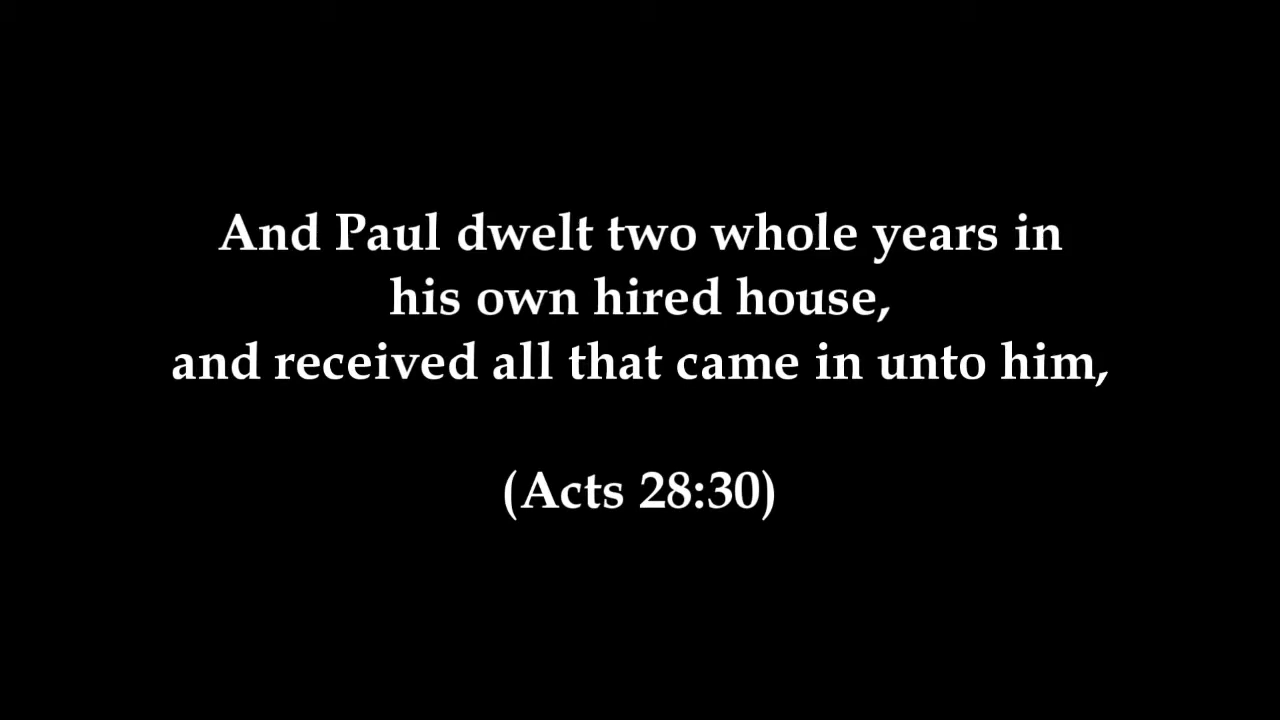 And Paul dwelt two whole years in
his own hired house,
and received all that came in unto him,
(Acts 28:30)